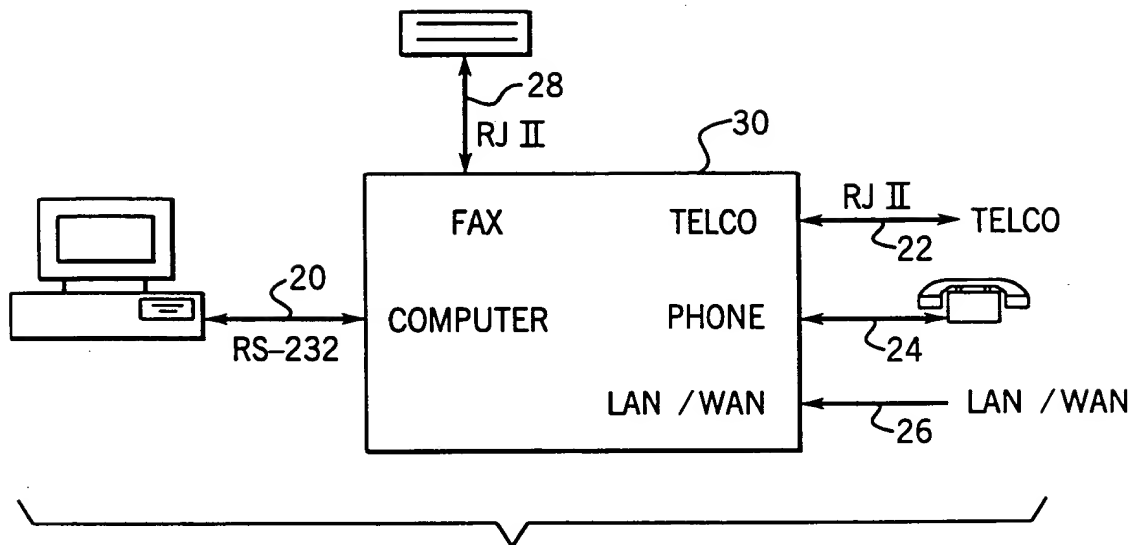 28
RJ II
30
FAX
TELCO
RJ II
22
TELCO
20
RS-232
COMPUTER
PHONE
24
LAN /WAN
26
LAN /WAN